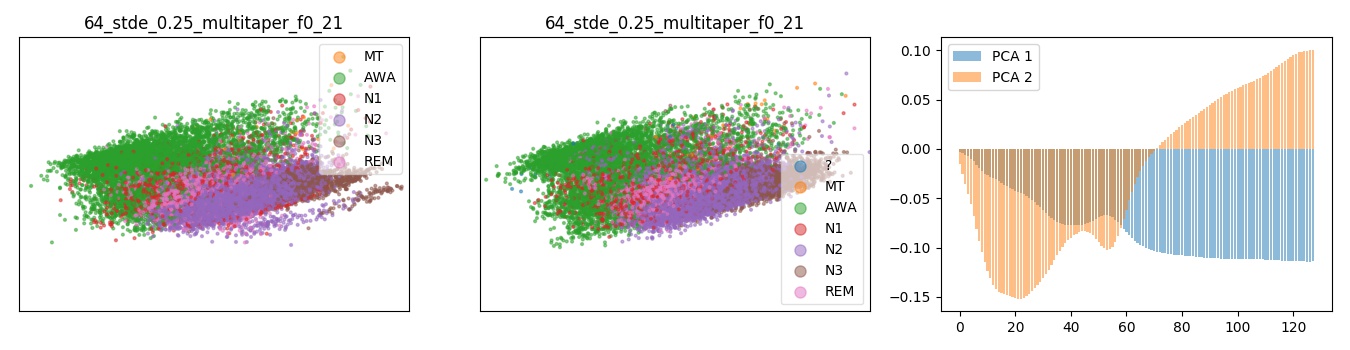 64_stde_0.25_multitaper_f0_21
MT
AWA
N1
N2
N3
REM
64_stde_0.25_multitaper_f0_21
?
MT
AWA
N1
N2
N3
REM
PCA 1
PCA 2
0.10
0.05
0.00
−0.05
−0.10
−0.15
0 20 40 60 80 100 120